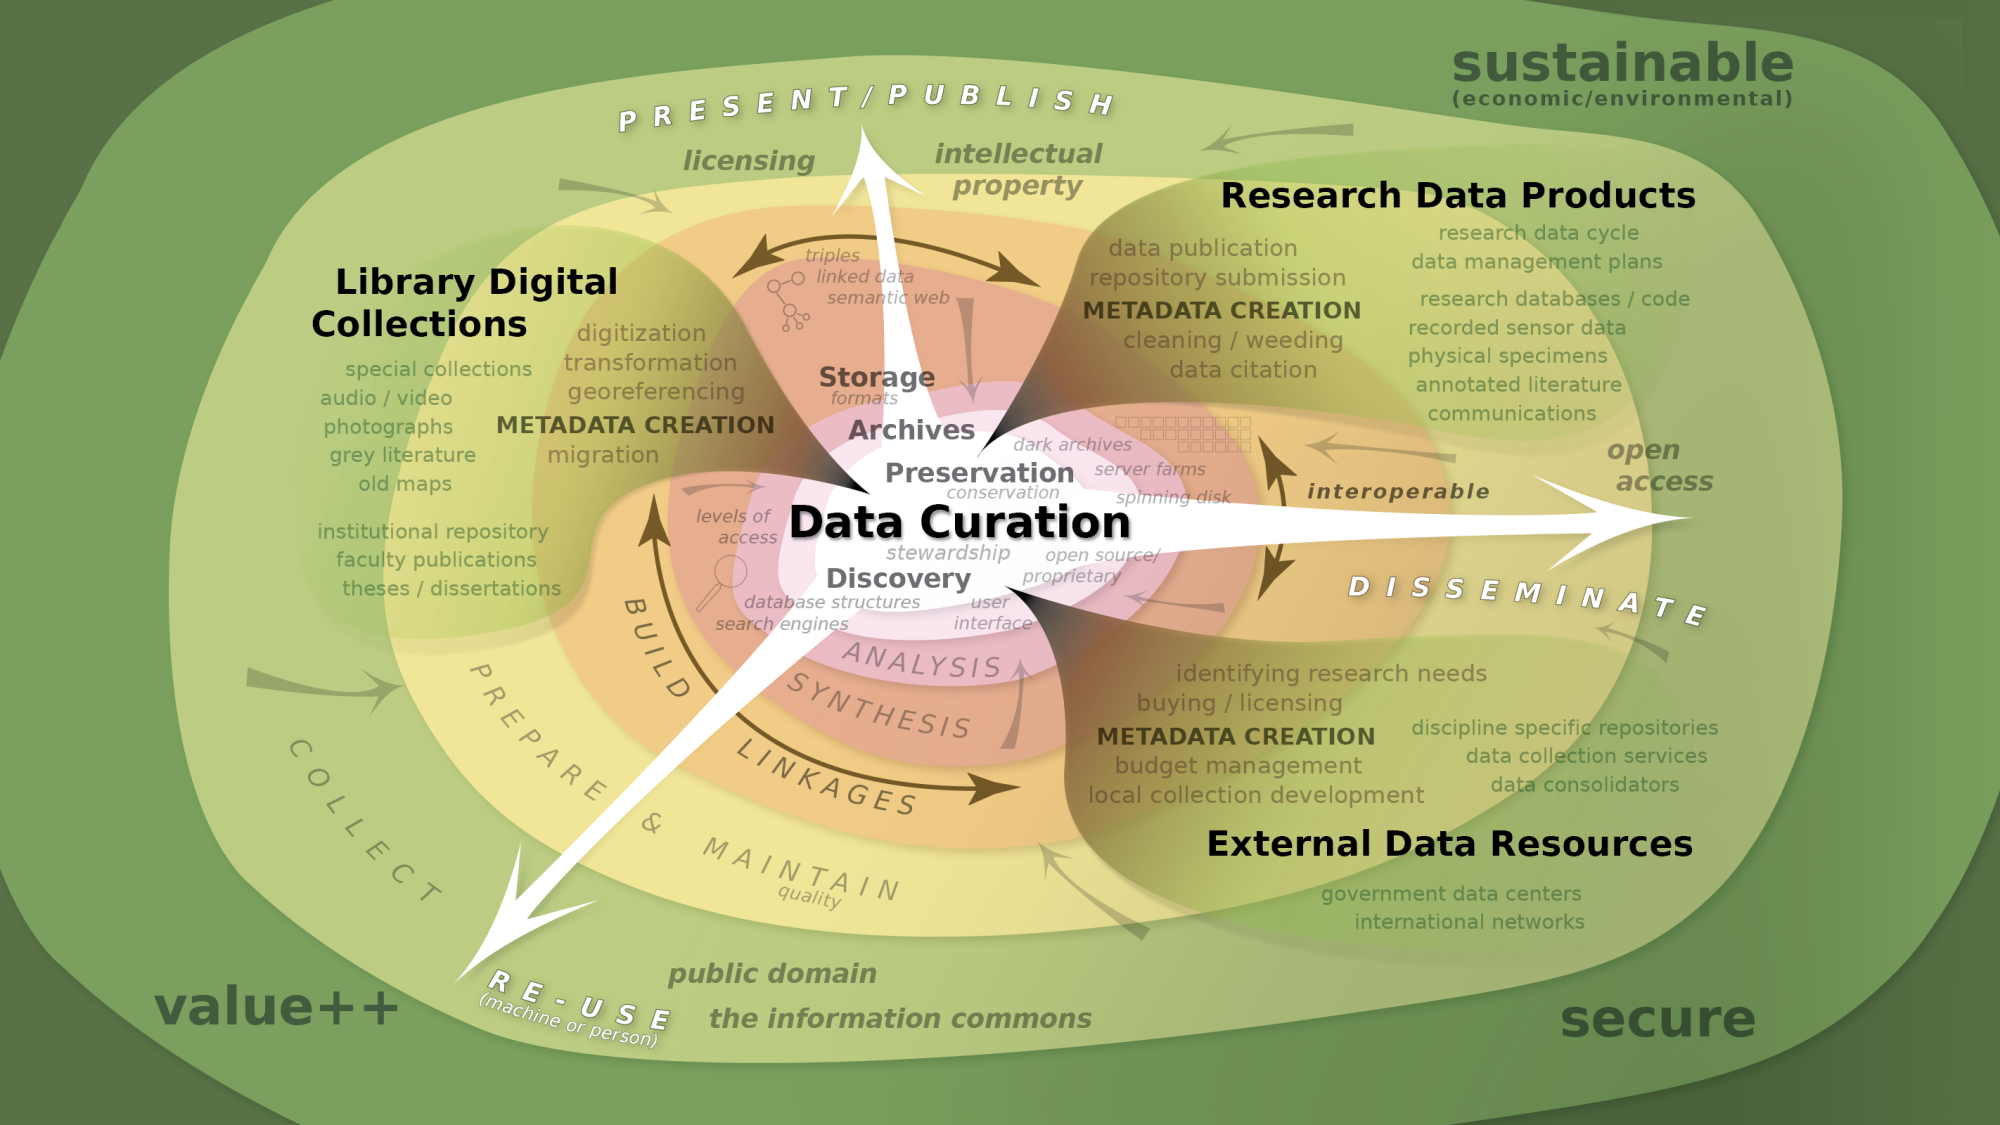 sustainable
(economic/environmental)
PRESENT/PUBLISH
licensing
intellectual
property
Research Data Products
research data cycle
data management plans
research databases / code
recorded sensor data
physical specimens
annotated literature
communications
data publication
repository submission
METADATA CREATION
cleaning / weeding
data citation
Library Digital
Collections
special collections
audio / video
photographs
grey literature
old maps
institutional repository
faculty publications
theses / dissertations
digitization
transformation
georeferencing
METADATA CREATION
migration
triples
linked data
semantic web
Storage
formats
Archives
dark archives
Preservation
server farms
conservation
spinning disk
levels of
access
Data Curation
stewardship
open source/
proprietary
Discovery
database structures
search engines
user
interface
interoperable
open
access
DISSEMINATE
ANALYSIS
SYNTHESIS
BUILD
LINKAGES
PREPARE & MAINTAIN
quality
COLLECT
identifying research needs
buying / licensing
METADATA CREATION
budget management
local collection development
discipline specific repositories
data collection services
data consolidators
External Data Resources
government data centers
international networks
RE-USE
(machine or person)
public domain
the information commons
value++
secure